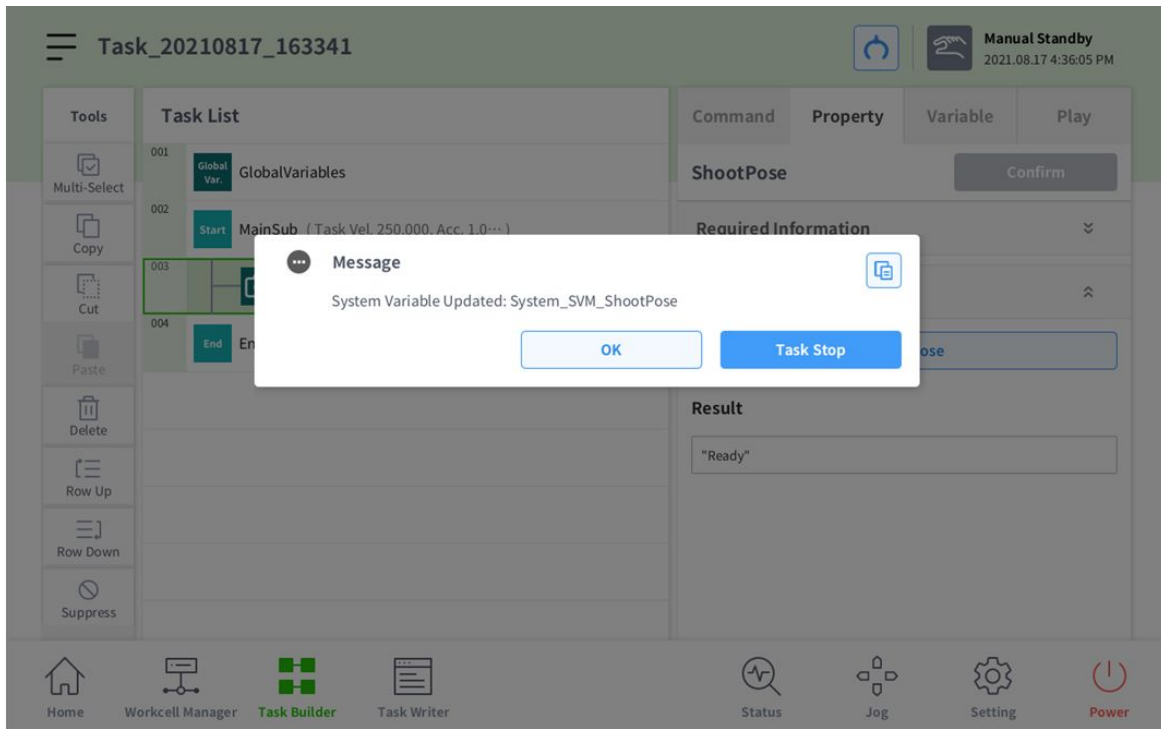 Task_20210817_163341
Manual Standby
2021.08.17 4:36:05 PM
Tools
Multi-Select
Copy
Cut
Paste
Delete
Row Up
Row Down
Suppress
Task List
001
Global Var.
GlobalVariables
002
Start
MainSub ( Task Vel. 250.000, Acc. 1.0··· )
003
004
End
En
Command
Property
Variable
Play
ShootPose
Confirm
Required Information
ose
Result
"Ready"
Message
System Variable Updated: System_SVM_ShootPose
OK
Task Stop
Home
Workcell Manager
Task Builder
Task Writer
Status
Jog
Setting
Power